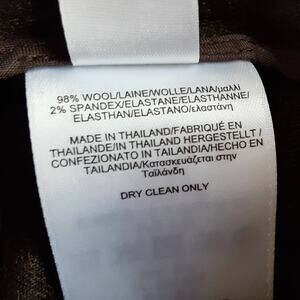 98% WOOL/LAINE/WOLLE/LANA/μαλλί
2% SPANDEX/ELASTANE/ELASTHANNE/
ELASTHAN/ELASTANO/ελαστάνη
MADE IN THAILAND/FABRIQUÉ EN
THAÏLANDE/IN THAILAND HERGESTELLT/
CONFEZIONATO IN TAILANDIA/HECHO EN
TAILANDIA/Κατασκευάζεται στην
Ταϊλάνδη
DRY CLEAN ONLY